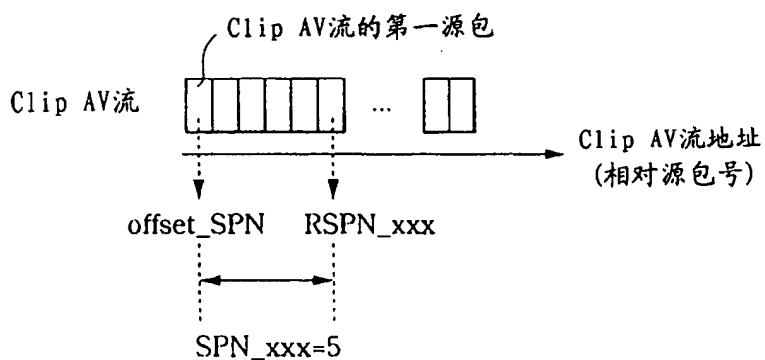 Clip AV流的第一源包
Clip AV流
...
Clip AV流地址
(相对源包号)
offset_SPN RSPN_xxx
SPN_xxx=5